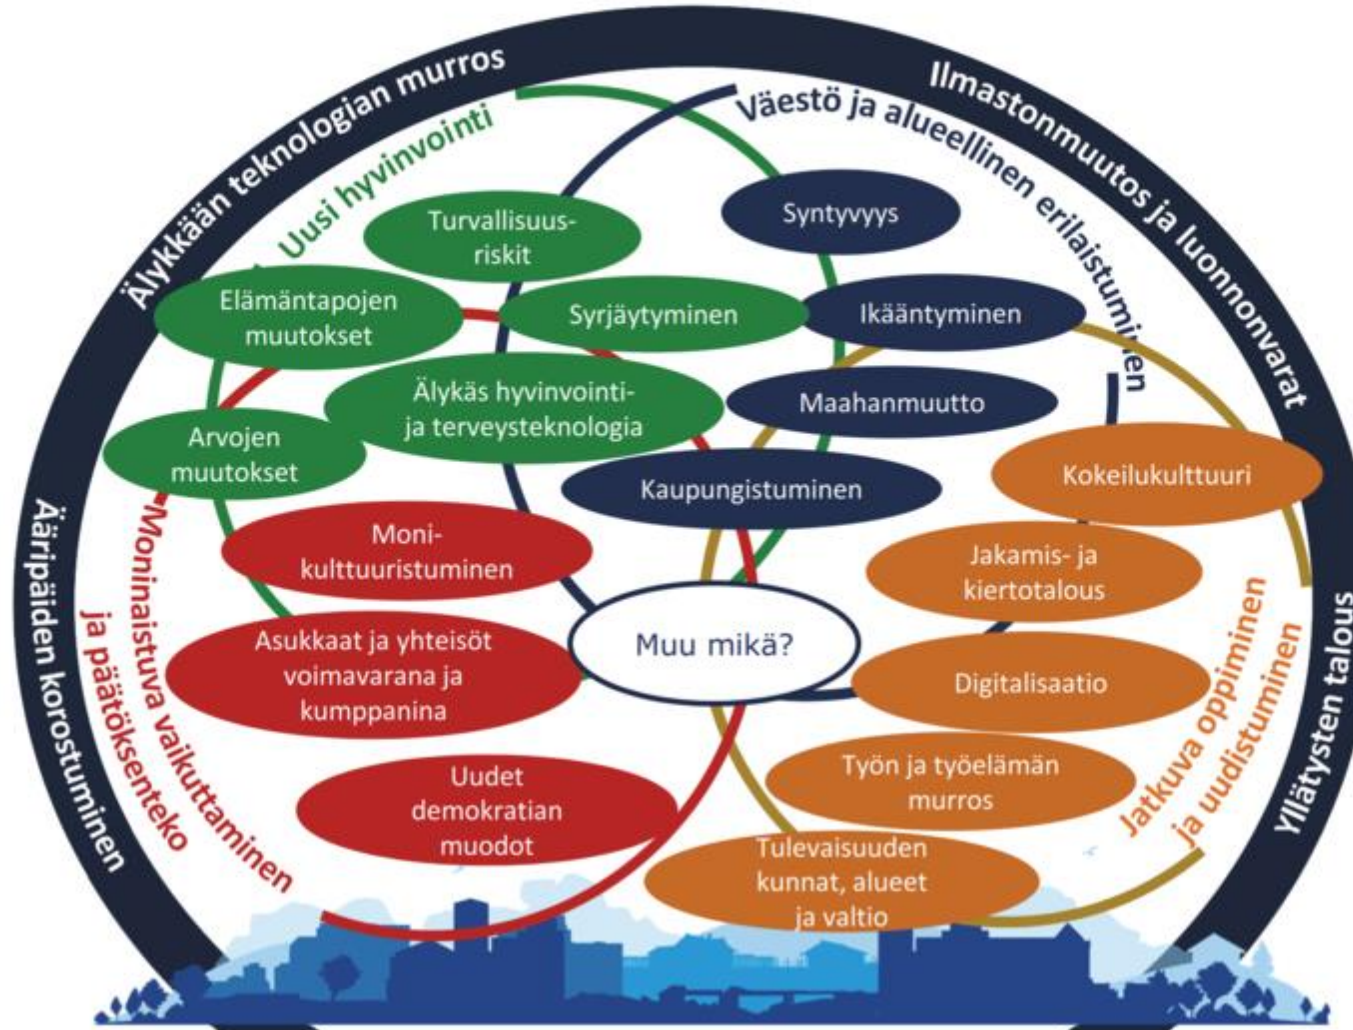 Älykkään teknologian murros
Ilmastonmuutos ja luonnonvarat
Ääripäiden korostuminen
Yllätysten talous
Uusi hyvinvointi
Väestö ja alueellinen erilaistuminen
Turvallisuus-
riskit
Syntyvyys
Elämäntapojen
muutokset
Syrjäytyminen
Ikääntyminen
Älykäs hyvinvointi-
ja terveysteknologia
Maahanmuutto
Arvojen
muutokset
Kaupungistuminen
Kokeilukulttuuri
Moni-
kulttuuristuminen
Jakamis- ja
kiertotalous
Moninaistuva vaikuttaminen
ja päätöksenteko
Asukkaat ja yhteisöt
voimavarana ja
kumppanina
Muu mikä?
Digitalisaatio
Jatkuva oppiminen
ja uudistuminen
Uudet
demokratian
muodot
Työn ja työelämän
murros
Tulevaisuuden
kunnat, alueet
ja valtio